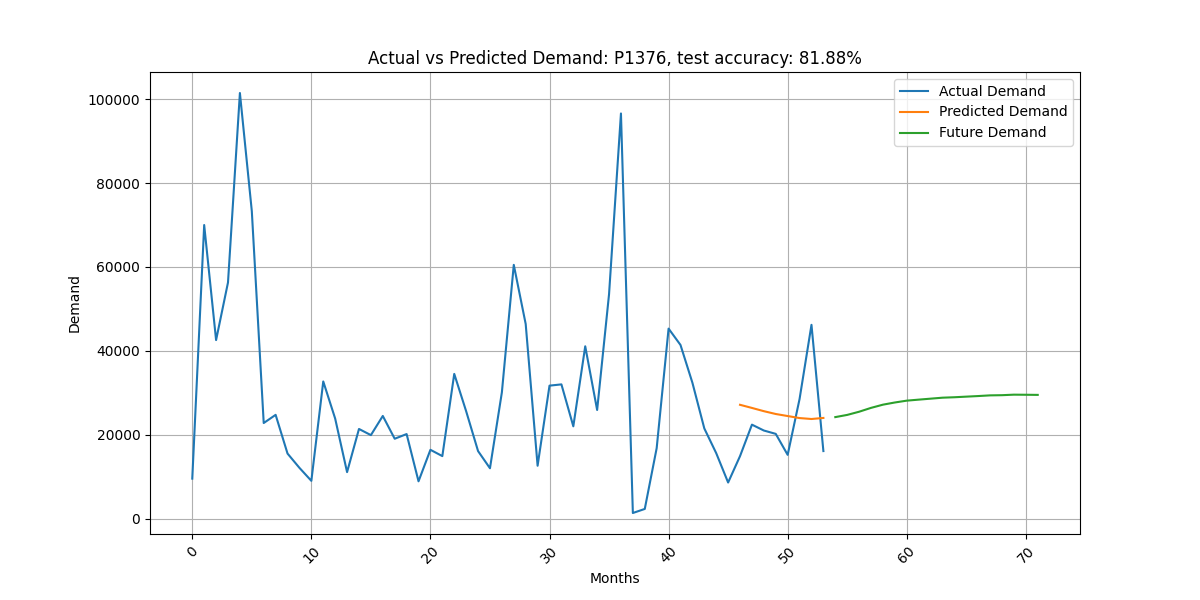 Actual vs Predicted Demand: P1376, test accuracy: 81.88%
Actual Demand
Predicted Demand
Future Demand
Demand
100000
80000
60000
40000
20000
0
0 10 20 30 40 50 60 70
Months